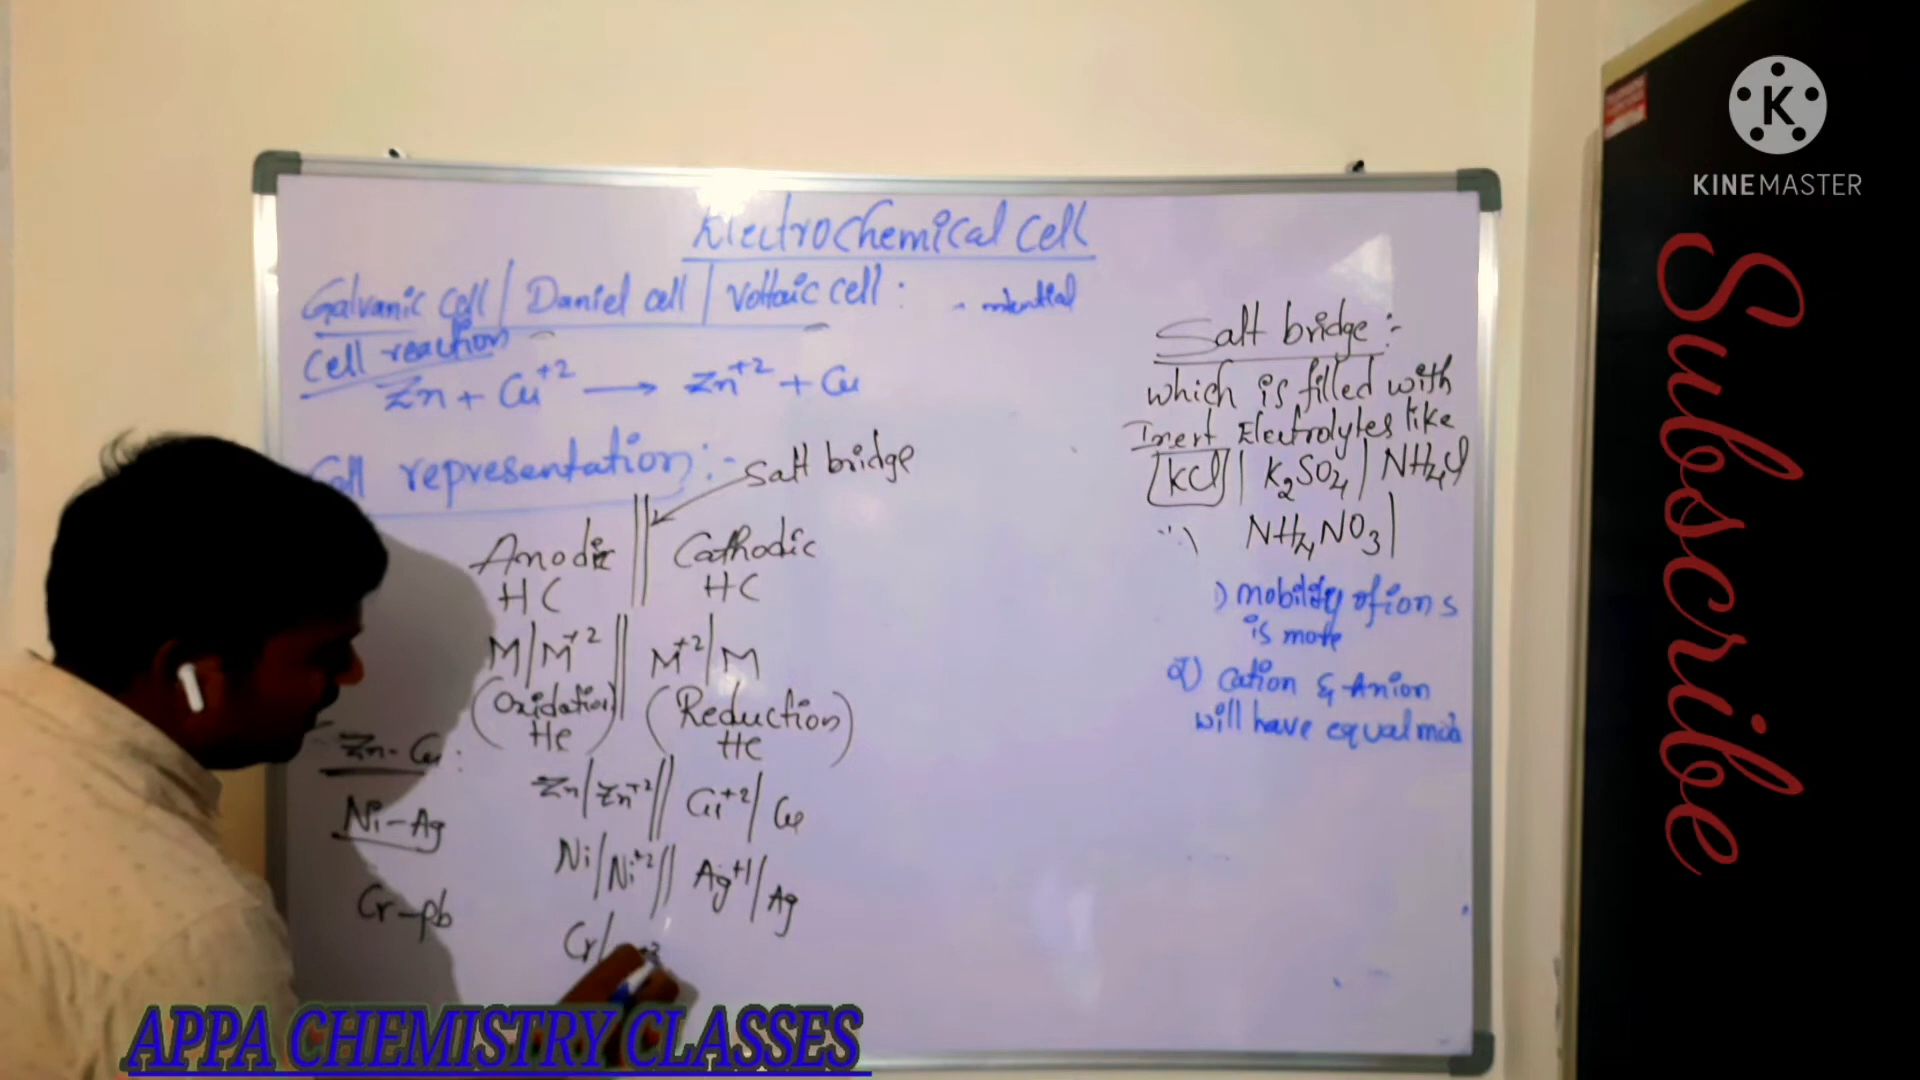 Electrochemical Cell
Galvanic Cell / Daniel cell / Voltaic cell :
Cell reaction
Zn + Cu+2 → Zn+2 + Cu
Cell representation :-
Salt bridge
Anodic || Cathodic
HC HC
M/M+2 || M+2/M
(Oxidation) (Reduction)
HC HC
Zn-Cu : Zn/Zn+2 || Cu+2/Cu
Ni-Ag Ni/Ni+2 || Ag+1/Ag
Cr-pb Cr/
Salt bridge :-
which is filled with
Inert Electrolytes like
KCl | K2SO4 | NH4Cl
NH4NO3 |
1) mobility of ions
is more
2) Cation & Anion
will have equal mob
KINEMASTER
Subscribe
APPA CHEMISTRY CLASSES